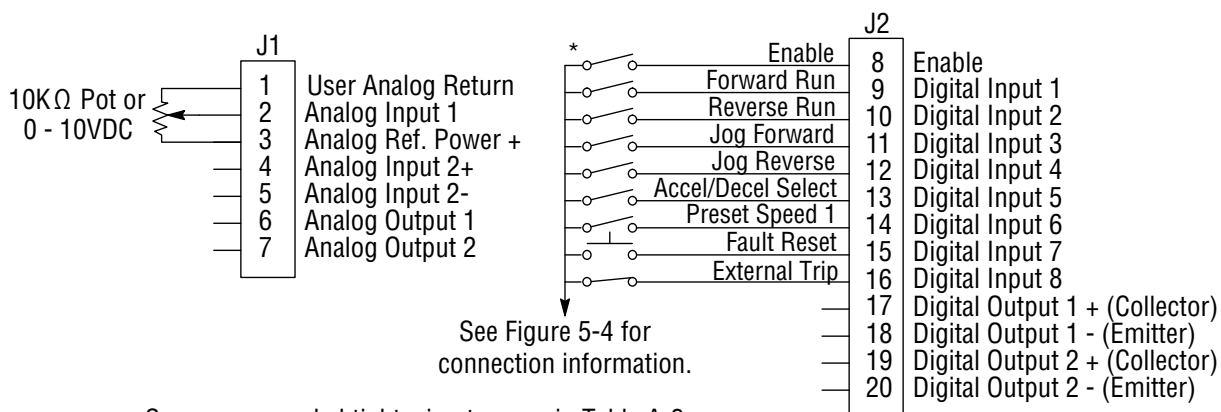 J1
10KΩ Pot or
0 - 10VDC
1 User Analog Return
2 Analog Input 1
3 Analog Ref. Power +
4 Analog Input 2+
5 Analog Input 2-
6 Analog Output 1
7 Analog Output 2
J2
*
Enable 8 Enable
Forward Run 9 Digital Input 1
Reverse Run 10 Digital Input 2
Jog Forward 11 Digital Input 3
Jog Reverse 12 Digital Input 4
Accel/Decel Select 13 Digital Input 5
Preset Speed 1 14 Digital Input 6
Fault Reset 15 Digital Input 7
External Trip 16 Digital Input 8
17 Digital Output 1 + (Collector)
18 Digital Output 1 - (Emitter)
19 Digital Output 2 + (Collector)
20 Digital Output 2 - (Emitter)
See Figure 5-4 for
connection information.